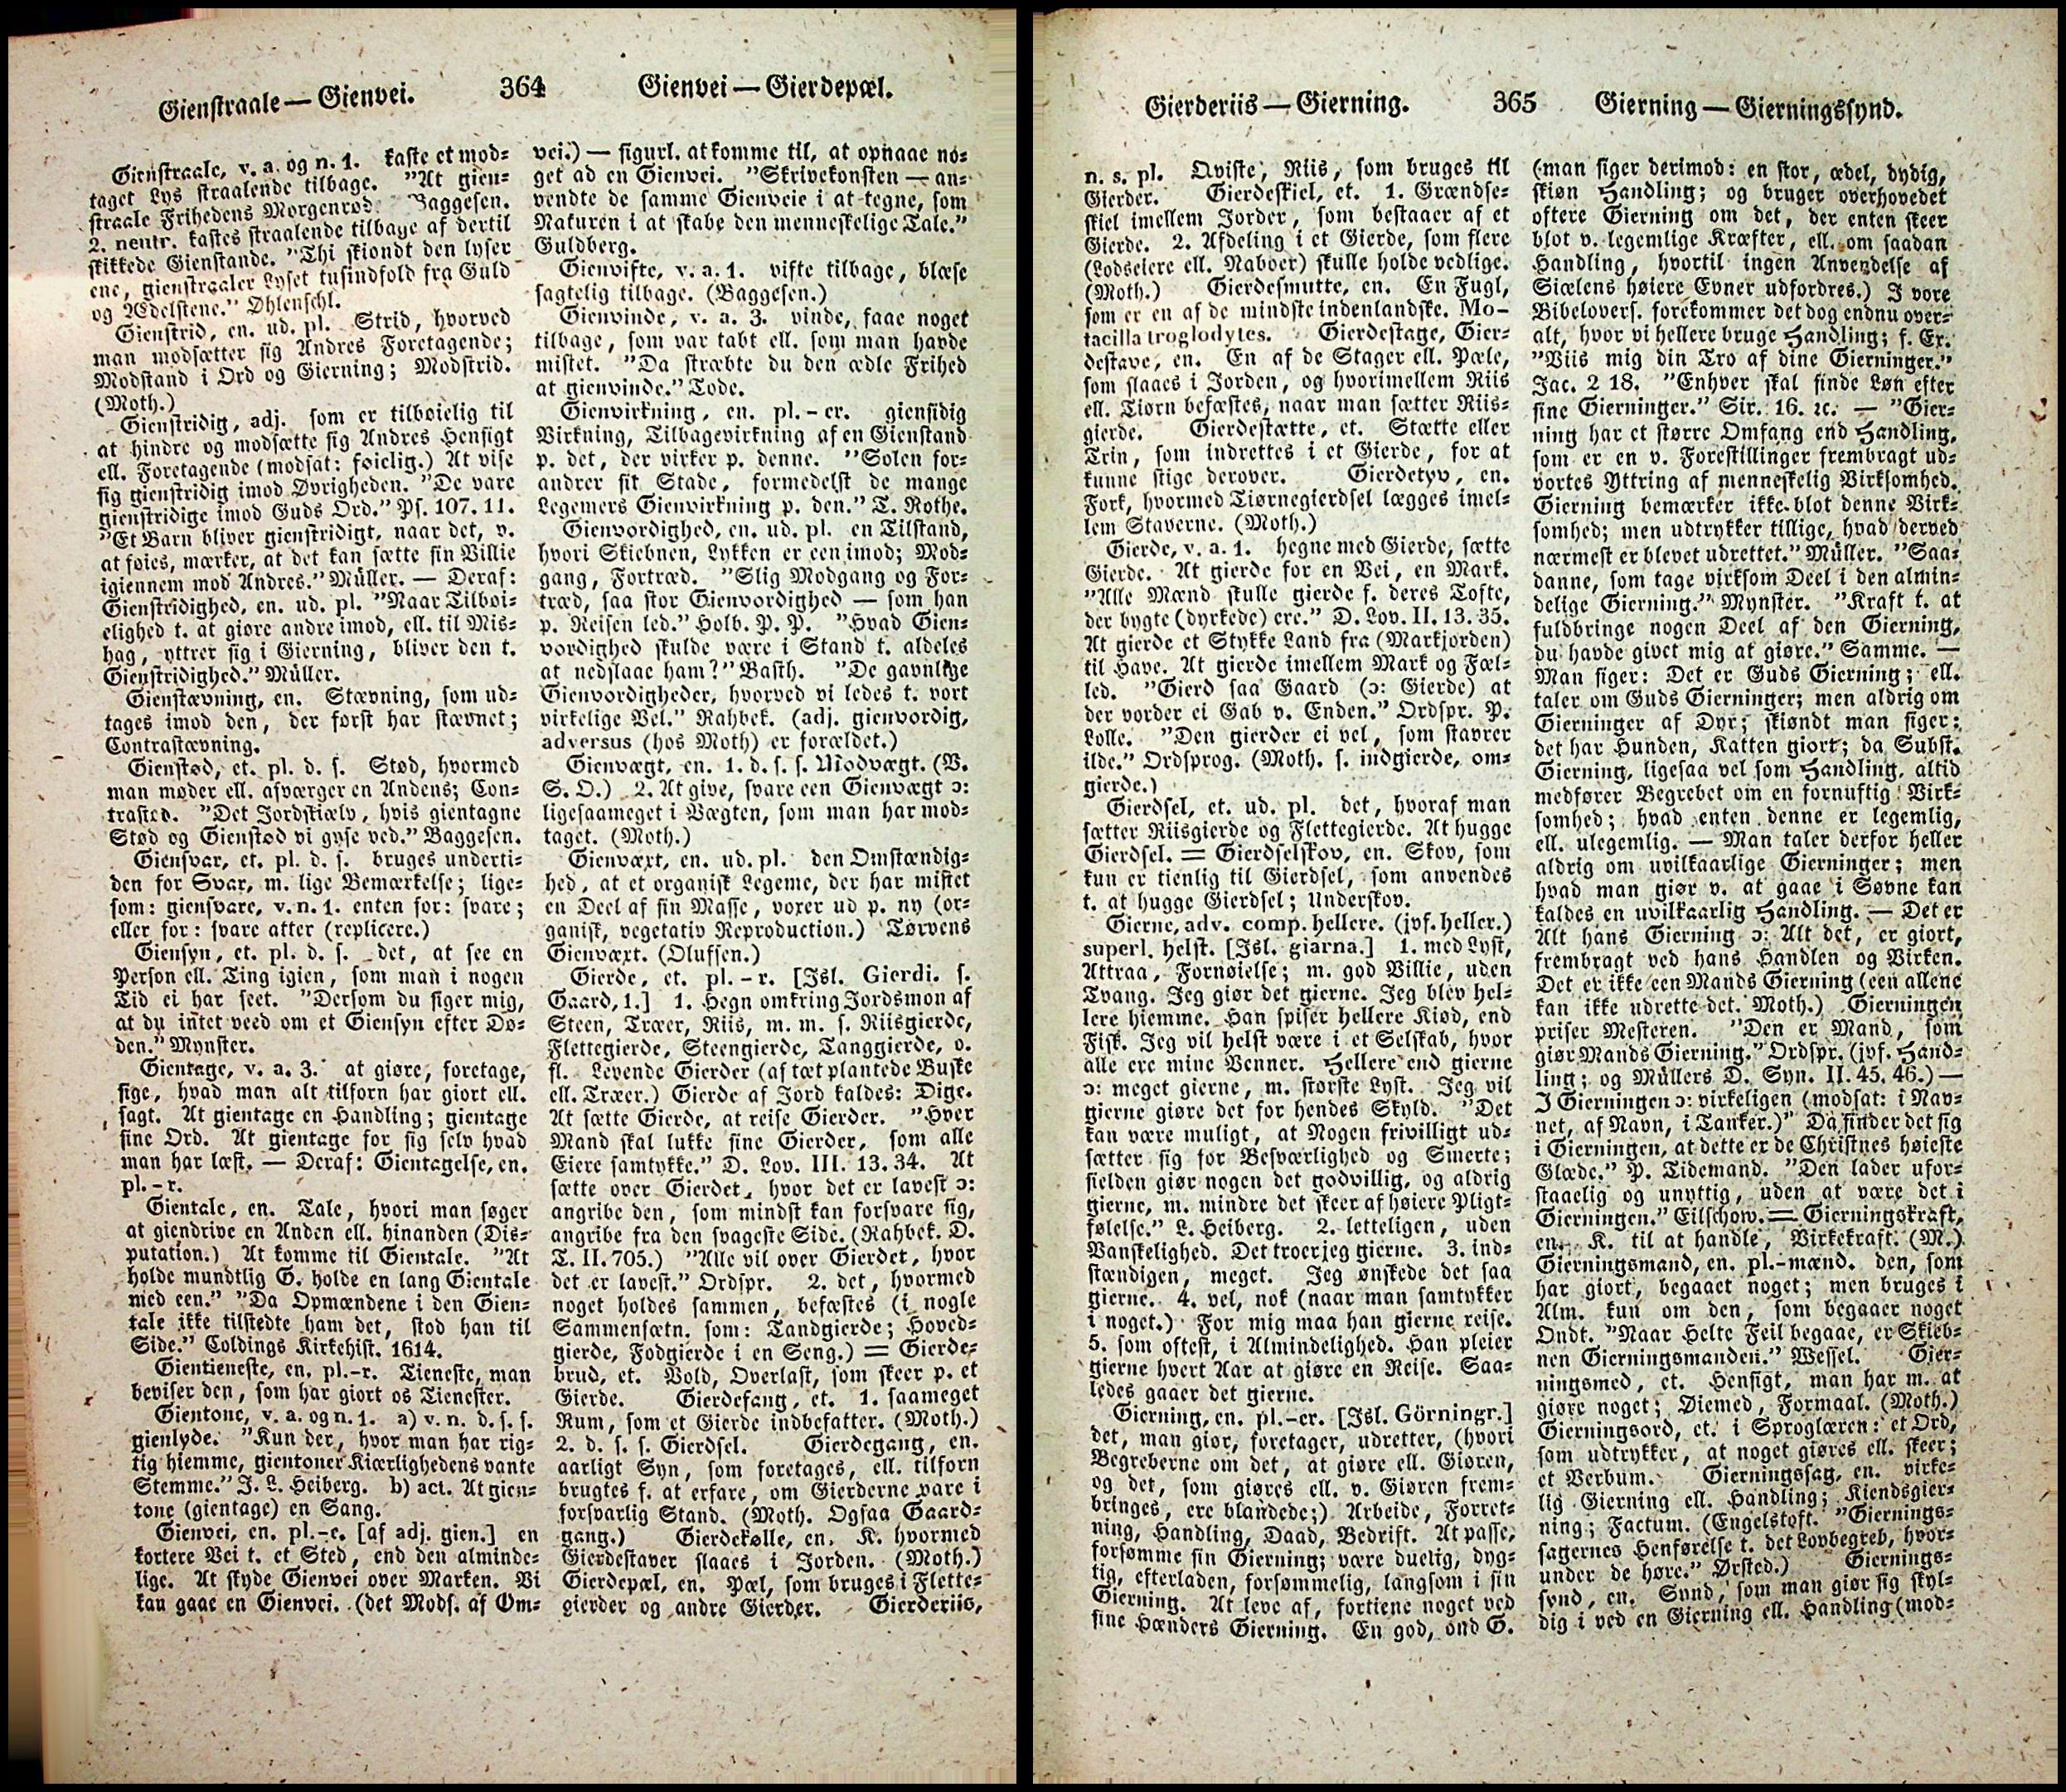 Gienstraale — Gienvei.
364
Gienvei — Gierdepæl.
Gienstraale, v. a. og n. 1. kaste et mod-
taget Lys straalende tilbage. "At gien-
straale Frihedens Morgenrød. Baggesen.
2. neutr. kastes straalende tilbage af dertil
skikkede Gienstande. "Thi skiondt den lyser
ene, gienstraaler Lyset tusindfold fra Guld
og Ædelstene." Øhlenschl.
Gienstrid, en. ud. pl. Strid, hvorved
man modsætter sig Andres Foretagende;
Modstand i Ord og Gierning; Modstrid.
(Moth.)
Gienstridig, adj. som er tilbøielig til
at hindre og modsætte sig Andres Hensigt
ell. Foretagende (modsat: føielig.) At vise
sig gienstridig imod Øvrigheden. "De vare
gienstridige imod Guds Ord." Ps. 107. 11.
"Et Barn bliver gienstridigt, naar det, v.
at føies, mærker, at det kan sætte sin Villie
igiennem mod Andres." Müller. — Deraf:
Gienstridighed, en. ud. pl. "Naar Tilbøi-
elighed t. at giøre andre imod, ell. til Mis-
hag, yttrer sig i Gierning, bliver den t.
Gienstridighed." Müller.
Gienstævning, en. Stævning, som ud-
tages imod den, der først har stævnet;
Contrastævning.
Gienstød, et. pl. d. s. Stød, hvormed
man møder ell. afværger en Andens; Con-
trastød. "Det Jordskiælv, hvis gientagne
Stød og Gienstød vi gyse ved." Baggesen.
Giensvar, et. pl. d. s. bruges underti-
den for Svar, m. lige Bemærkelse; lige-
som: giensvare, v. n. 1. enten for: svare;
eller for: svare atter (replicere.)
Giensyn, et. pl. d. s. det, at see en
Person ell. Ting igien, som man i nogen
Tid ei har seet. "Dersom du siger mig,
at du intet veed om et Giensyn efter Dø-
den." Mynster.
Gientage, v. a. 3. at giøre, foretage,
sige, hvad man alt tilforn har giort ell.
sagt. At gientage en Handling; gientage
sine Ord. At gientage for sig selv hvad
man har læst. — Deraf: Gientagelse, en.
pl. - r.
Gientale, en. Tale, hvori man søger
at giendrive en Anden ell. hinanden (Dis-
putation.) At komme til Gientale. "At
holde mundtlig G. holde en lang Gientale
med een." "Da Opmændene i den Gien-
tale ikke tilstedte ham det, stod han til
Side." Coldings Kirkehist. 1614.
Gientieneste, en. pl.-r. Tieneste, man
beviser den, som har giort os Tienester.
Gientone, v. a. og n. 1. a) v. n. d. s. s.
gienlyde. "Kun der, hvor man har rig-
tig hiemme, gientoner Kiærlighedens vante
Stemme." J. L. Heiberg. b) act. At gien-
tone (gientage) en Sang.
Gienvei, en. pl.-e. [af adj. gien.] en
kortere Vei t. et Sted, end den alminde-
lige. At skyde Gienvei over Marken. Vi
kan gaae en Gienvei. (det Mods. af Om-
vei.) — figurl. at komme til, at opnaae no-
get ad en Gienvei. "Skrivekonsten — an-
vendte de samme Gienveie i at tegne, som
Naturen i at skabe den menneskelige Tale."
Guldberg.
Gienvifte, v. a. 1. vifte tilbage, blæse
sagtelig tilbage. (Baggesen.)
Gienvinde, v. a. 3. vinde, faae noget
tilbage, som var tabt ell. som man havde
mistet. "Da stræbte du den ædle Frihed
at gienvinde." Tode.
Gienvirkning, en. pl. - er. giensidig
Virkning, Tilbagevirkning af en Gienstand
p. det, der virker p. denne. "Solen for-
andrer sit Stade, formedelst de mange
Legemers Gienvirkning p. den." T. Rothe.
Gienvordighed, en. ud. pl. en Tilstand,
hvori Skiebnen, Lykken er een imod; Mod-
gang, Fortræd. "Slig Modgang og For-
træd, saa stor Gienvordighed — som han
p. Reisen led." Holb. P. P. "Hvad Gien-
vordighed skulde være i Stand t. aldeles
at nedslaae ham?" Basth. "De gavnlige
Gienvordigheder, hvorved vi ledes t. vort
virkelige Vel." Rahbek. (adj. gienvordig,
adversus (hos Moth) er forældet.)
Gienvægt, en. 1. d. s. s. Modvægt. (V.
S. O.) 2. At give, svare een Gienvægt ɔ:
ligesaameget i Vægten, som man har mod-
taget. (Moth.)
Gienvæxt, en. ud. pl. den Omstændig-
hed, at et organisk Legeme, der har mistet
en Deel af sin Masse, voxer ud p. ny (or-
ganisk, vegetativ Reproduction.) Tørvens
Gienvæxt. (Olufsen.)
Gierde, et. pl. - r. [Isl. Gierdi. s.
Gaard, 1.] 1. Hegn omkring Jordsmon af
Steen, Træer, Riis, m. m. s. Riisgierde,
Flettegierde, Steengierde, Tanggierde, o.
fl. Levende Gierder (af tæt plantede Buske
ell. Træer.) Gierde af Jord kaldes: Dige.
At sætte Gierde, at reise Gierder. "Hver
Mand skal lukke sine Gierder, som alle
Eiere samtykke." D. Lov. III. 13. 34. At
sætte over Gierdet, hvor det er lavest ɔ:
angribe den, som mindst kan forsvare sig,
angribe fra den svageste Side. (Rahbek. D.
T. II. 705.) "Alle vil over Gierdet, hvor
det er lavest." Ordspr. 2. det, hvormed
noget holdes sammen, befæstes (i nogle
Sammensætn. som: Tandgierde; Hoved-
gierde, Fodgierde i en Seng.) = Gierde-
brud, et. Vold, Overlast, som skeer p. et
Gierde. Gierdefang, et. 1. saameget
Rum, som et Gierde indbefatter. (Moth.)
2. d. s. s. Gierdsel. Gierdegang, en.
aarligt Syn, som foretages, ell. tilforn
brugtes f. at erfare, om Gierderne vare i
forsvarlig Stand. (Moth. Ogsaa Gaard-
gang.) Gierdekølle, en. K. hvormed
Gierdestaver slaaes i Jorden. (Moth.)
Gierdepæl, en. Pæl, som bruges i Flette-
gierder og andre Gierder. Gierderiis,
Gierderiis — Gierning.
365
Gierning — Gierningssynd.
n. s. pl. Qviste, Riis, som bruges til
Gierder. Gierdeskiel, et. 1. Grændse-
skiel imellem Jorder, som bestaaer af et
Gierde. 2. Afdeling i et Gierde, som flere
(Lodseiere ell. Naboer) skulle holde vedlige.
(Moth.) Gierdesmutte, en. En Fugl,
som er en af de mindste indenlandske. Mo-
tacilla troglodytes. Gierdestage, Gier-
destave, en. En af de Stager ell. Pæle,
som slaaes i Jorden, og hvorimellem Riis
ell. Tiørn befæstes, naar man sætter Riis-
gierde. Gierdestætte, et. Stætte eller
Trin, som indrettes i et Gierde, for at
kunne stige derover. Gierdetyv, en.
Fork, hvormed Tiørnegierdsel lægges imel-
lem Staverne. (Moth.)
Gierde, v. a. 1. hegne med Gierde, sætte
Gierde. At gierde for en Vei, en Mark.
"Alle Mænd skulle gierde f. deres Tofte,
der bygte (dyrkede) ere." D. Lov. II. 13. 35.
At gierde et Stykke Land fra (Markjorden)
til Have. At gierde imellem Mark og Fæl-
led. "Gierd saa Gaard (ɔ: Gierde) at
der vorder ei Gab v. Enden." Ordspr. P.
Lolle. "Den gierder ei vel, som stavrer
ilde." Ordsprog. (Moth. s. indgierde, om-
gierde.)
Gierdsel, et. ud. pl. det, hvoraf man
sætter Riisgierde og Flettegierde. At hugge
Gierdsel. = Gierdselskov, en. Skov, som
kun er tienlig til Gierdsel, som anvendes
t. at hugge Gierdsel; Underskov.
Gierne, adv. comp. hellere. (jvf. heller.)
superl. helst. [Isl. giarna.] 1. med Lyst,
Attraa, Fornøielse; m. god Villie, uden
Tvang. Jeg giør det gierne. Jeg blev hel-
lere hiemme. Han spiser hellere Kiød, end
Fisk. Jeg vil helst være i et Selskab, hvor
alle ere mine Venner. Hellere end gierne
ɔ: meget gierne, m. største Lyst. Jeg vil
gierne giøre det for hendes Skyld. "Det
kan være muligt, at Nogen frivilligt ud-
sætter sig for Besværlighed og Smerte;
sielden giør nogen det godvillig, og aldrig
gierne, m. mindre det skeer af høiere Pligt-
følelse." L. Heiberg. 2. letteligen, uden
Vanskelighed. Det troer jeg gierne. 3. ind-
stændigen, meget. Jeg ønskede det saa
gierne. 4. vel, nok (naar man samtykker
i noget.) For mig maa han gierne reise.
5. som oftest, i Almindelighed. Han pleier
gierne hvert Aar at giøre en Reise. Saa-
ledes gaaer det gierne.
Gierning, en. pl.-er. [Isl. Görningr.]
det, man giør, foretager, udretter, (hvori
Begreberne om det, at giøre ell. Giøren,
og det, som giøres ell. v. Giøren frem-
bringes, ere blandede;) Arbeide, Forret-
ning, Handling, Daad, Bedrift. At passe,
forsømme sin Gierning; være duelig, dyg-
tig, efterladen, forsømmelig, langsom i sin
Gierning. At leve af, fortiene noget ved
sine Hænders Gierning. En god, ond G.
(man siger derimod: en stor, ædel, dydig,
skiøn Handling; og bruger overhovedet
oftere Gierning om det, der enten skeer
blot v. legemlige Kræfter, ell. om saadan
Handling, hvortil ingen Anvendelse af
Siælens høiere Evner udfordres.) I vore
Bibelovers. forekommer det dog endnu over-
alt, hvor vi hellere bruge Handling; f. Ex.
"Viis mig din Tro af dine Gierninger."
Jac. 2 18. "Enhver skal finde Løn efter
sine Gierninger." Sir. 16. ꝛc. — "Gier-
ning har et større Omfang end Handling,
som er en v. Forestillinger frembragt ud-
vortes Yttring af menneskelig Virksomhed.
Gierning bemærker ikke blot denne Virk-
somhed; men udtrykker tillige, hvad derved
nærmest er blevet udrettet." Müller. "Saa-
danne, som tage virksom Deel i den almin-
delige Gierning." Mynster. "Kraft t. at
fuldbringe nogen Deel af den Gierning,
du havde givet mig at giøre." Samme. —
Man siger: Det er Guds Gierning; ell.
taler om Guds Gierninger; men aldrig om
Gierninger af Dyr; skiøndt man siger:
det har Hunden, Katten giort; da Subst.
Gierning, ligesaa vel som Handling, altid
medfører Begrebet om en fornuftig Virk-
somhed; hvad enten denne er legemlig,
ell. ulegemlig. — Man taler derfor heller
aldrig om uvilkaarlige Gierninger; men
hvad man giør v. at gaae i Søvne kan
kaldes en uvilkaarlig Handling. — Det er
Alt hans Gierning ɔ: Alt det, er giort,
frembragt ved hans Handlen og Virken.
Det er ikke een Mands Gierning (een allene
kan ikke udrette det. Moth.) Gierningen
priser Mesteren. "Den er Mand, som
giør Mands Gierning." Ordspr. (jvf. Hand-
ling; og Müllers D. Syn. II. 45. 46.) —
I Gierningen ɔ: virkeligen (modsat: i Nav-
net, af Navn, i Tanker.)" Da finder det sig
i Gierningen, at dette er de Christnes høieste
Glæde." P. Tidemand. "Den lader ufor-
staaelig og unyttig, uden at være det i
Gierningen." Eilschow. = Gierningskraft,
en. K. til at handle, Virkekraft. (M.)
Gierningsmand, en. pl.-mænd. den, som
har giort, begaaet noget; men bruges i
Alm. kun om den, som begaaer noget
Ondt. "Naar Helte Feil begaae, er Skieb-
nen Gierningsmanden." Wessel. Gier-
ningsmed, et. Hensigt, man har m. at
giøre noget; Øiemed, Formaal. (Moth.)
Gierningsord, et. i Sproglæren: et Ord,
som udtrykker, at noget giøres ell. skeer;
et Verbum. Gierningssag, en. virke-
lig Gierning ell. Handling; Kiendsgier-
ning; Factum. (Engelstoft. "Giernings-
sagernes Henførelse t. det Lovbegreb, hvor-
under de høre." Ørsted.) Giernings-
synd, en. Synd, som man giør sig skyl-
dig i ved en Gierning ell. Handling (mod-